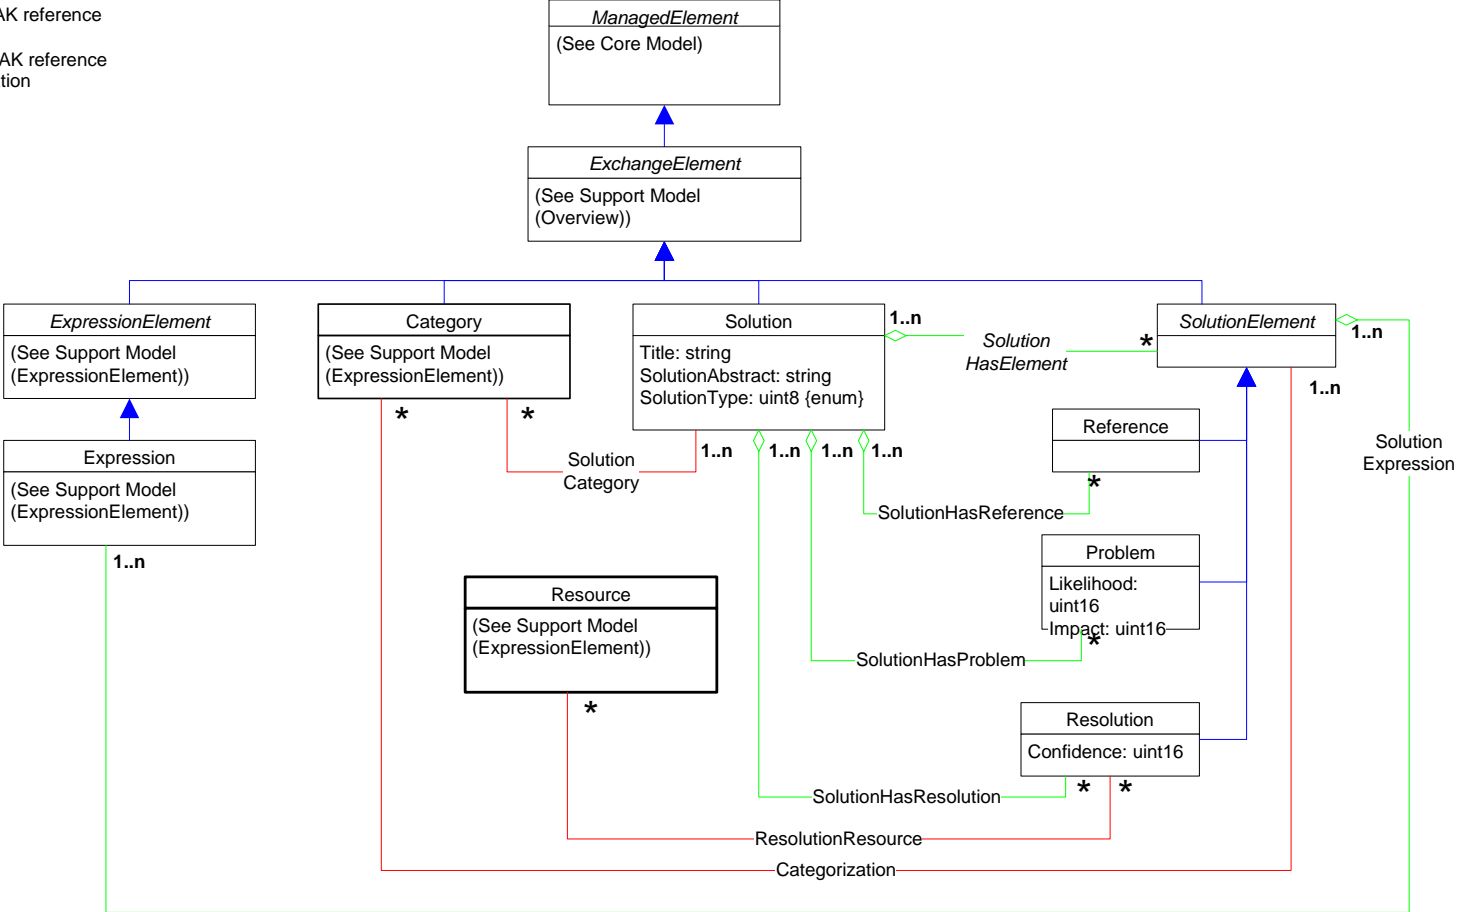 AK reference
AK reference
tion
ManagedElement
(See Core Model)
ExchangeElement
(See Support Model
(Overview))
ExpressionElement
(See Support Model
(ExpressionElement))
Category
(See Support Model
(ExpressionElement))
Solution
Title: string
SolutionAbstract: string
SolutionType: uint8 {enum}
1..n
Solution
HasElement
*
SolutionElement
1..n
1..n
*
*
Solution
Category
1..n
1..n
1..n
1..n
Reference
*
Solution
Expression
Expression
(See Support Model
(ExpressionElement))
1..n
SolutionHasReference
Problem
Likelihood:
uint16
Impact: uint16
*
SolutionHasProblem
Resource
(See Support Model
(ExpressionElement))
*
Resolution
Confidence: uint16
*
*
SolutionHasResolution
ResolutionResource
Categorization